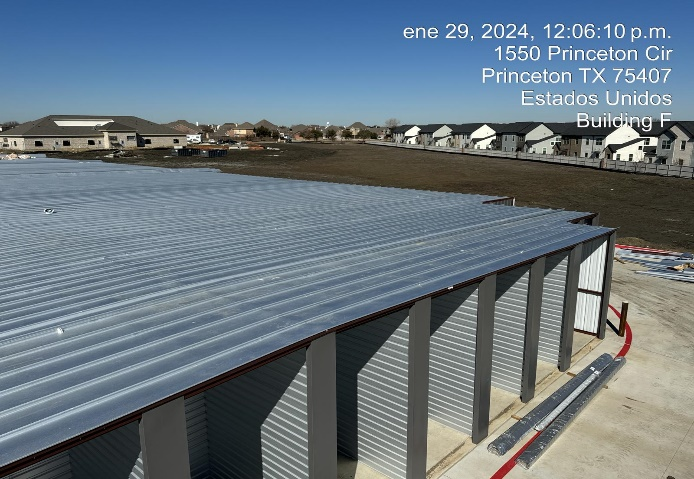 ene 29, 2024, 12:06:10 p.m.
1550 Princeton Cir
Princeton TX 75407
Estados Unidos
Building F